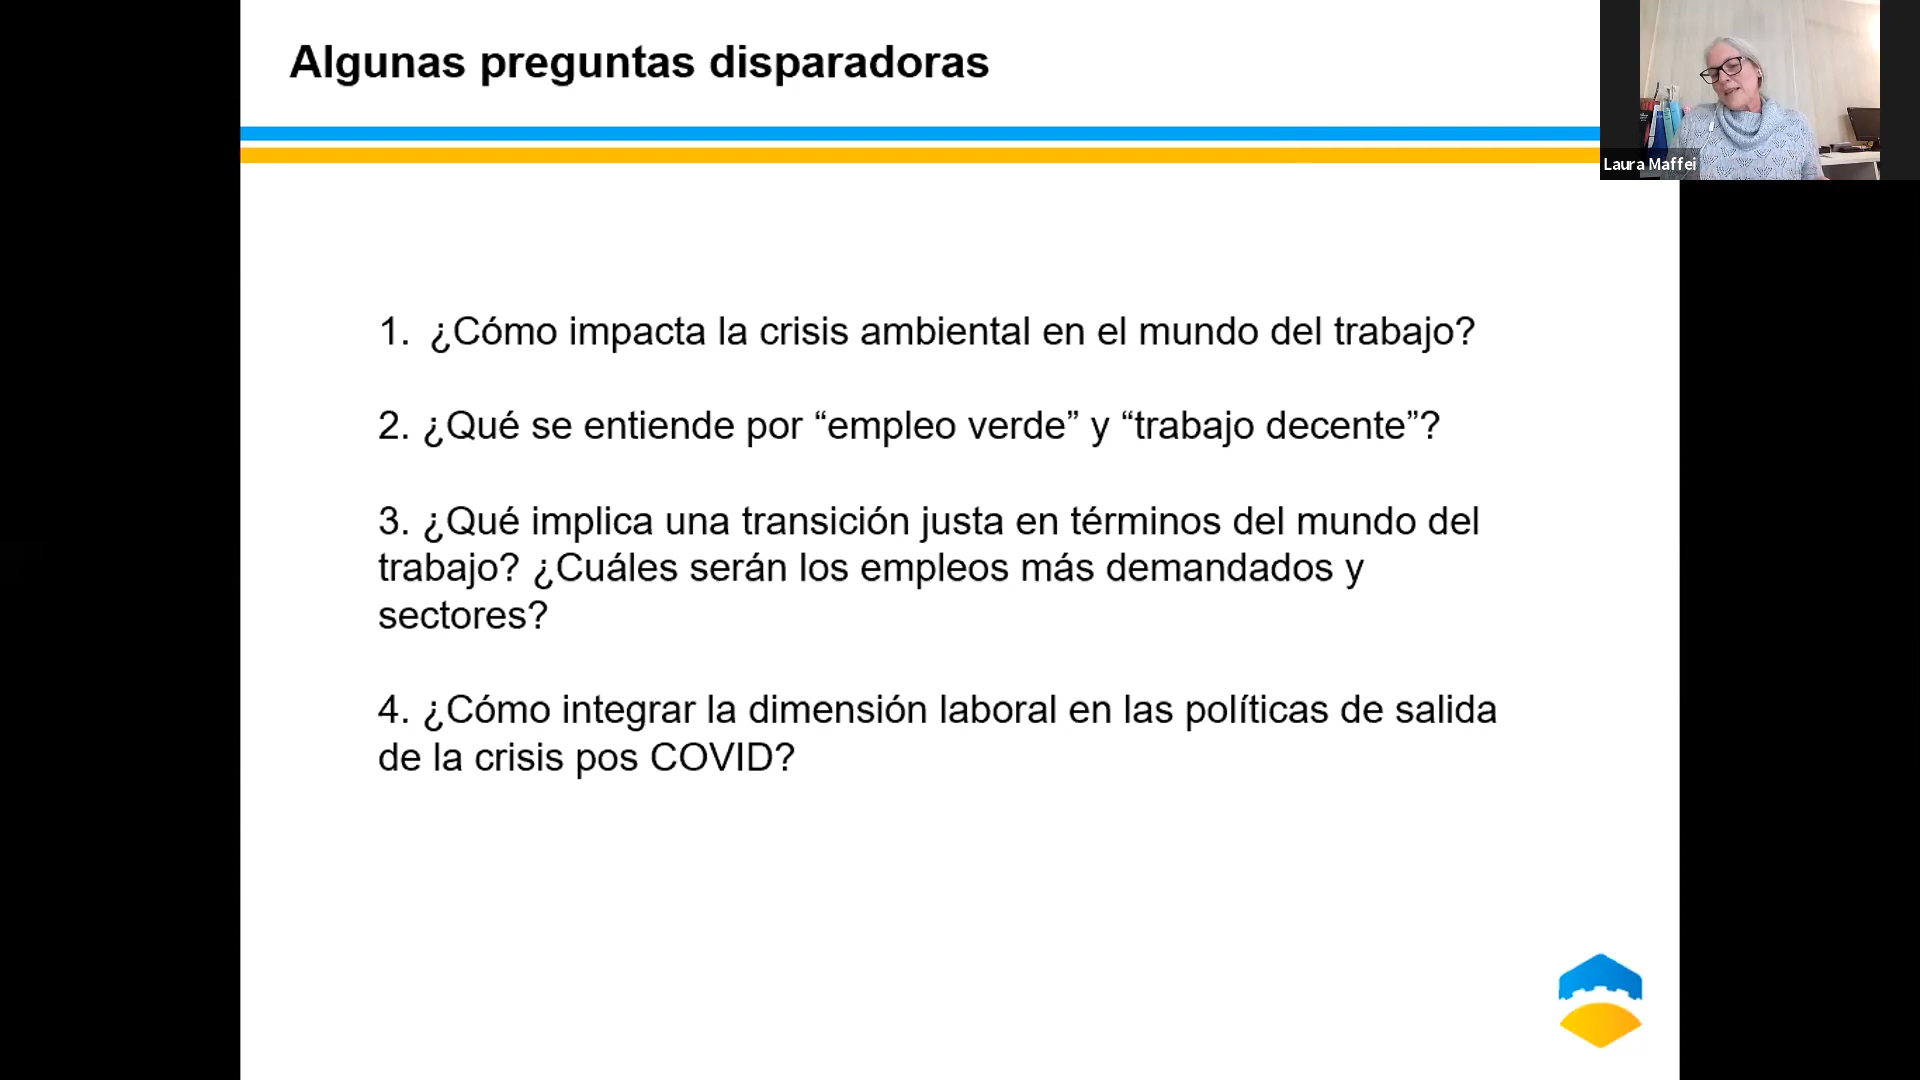 Algunas preguntas disparadoras
Laura Maffei
1. ¿Cómo impacta la crisis ambiental en el mundo del trabajo?
2. ¿Qué se entiende por “empleo verde” y “trabajo decente”?
3. ¿Qué implica una transición justa en términos del mundo del
trabajo? ¿Cuáles serán los empleos más demandados y
sectores?
4. ¿Cómo integrar la dimensión laboral en las políticas de salida
de la crisis pos COVID?